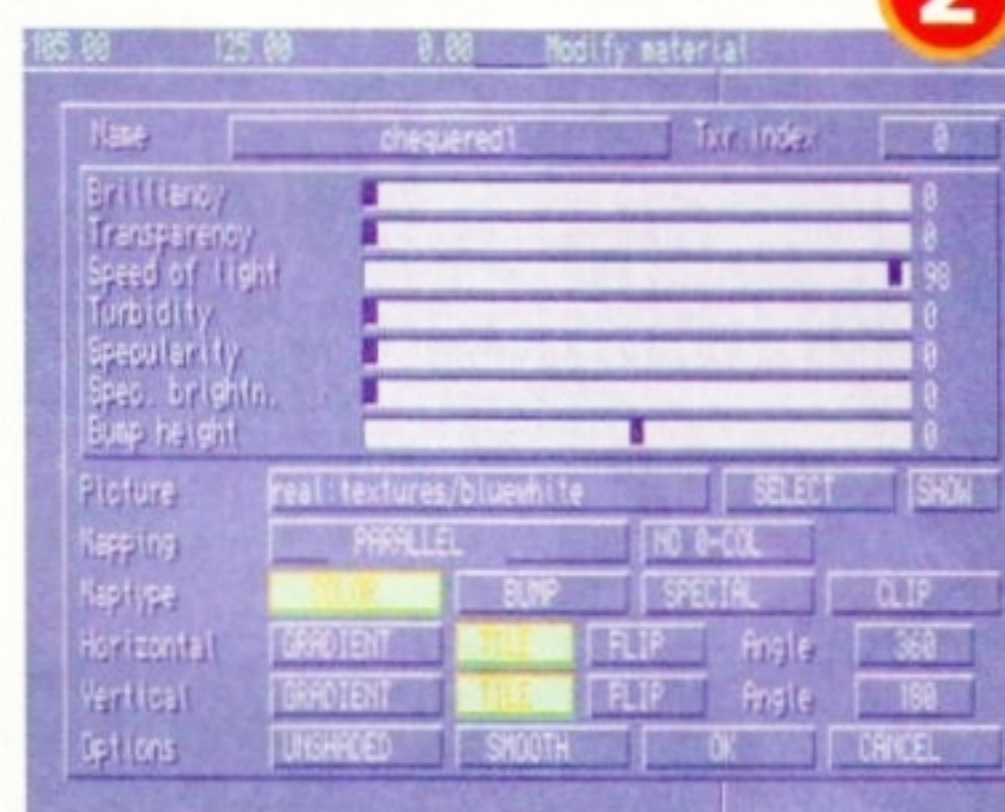 2
-105.00 125.00 0.00 Modify material
Name chequered1 Txr.index 0
Brilliancy 0
Transparency 0
Speed of light 98
Turbidity 0
Specularity 0
Spec. brightn. 0
Bump height 0
Picture real:textures/bluewhite SELECT SHOW
Mapping PARALLEL NO 0-COL
Maptype COLOR BUMP SPECIAL CLIP
Horizontal GRADIENT TILE FLIP Angle 360
Vertical GRADIENT TILE FLIP Angle 180
Options UNSHADED SMOOTH OK CANCEL